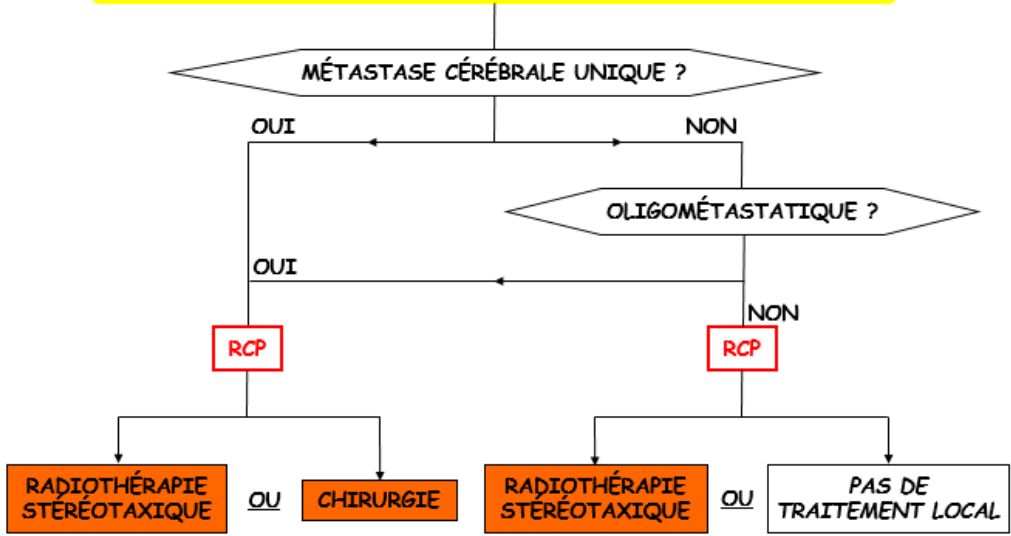 MÉTASTASE CÉRÉBRALE UNIQUE ?
OUI
NON
OLIGOMÉTASTATIQUE ?
OUI
NON
RCP
RCP
RADIOTHÉRAPIE
STÉRÉOTAXIQUE
OU
CHIRURGIE
RADIOTHÉRAPIE
STÉRÉOTAXIQUE
OU
PAS DE
TRAITEMENT LOCAL